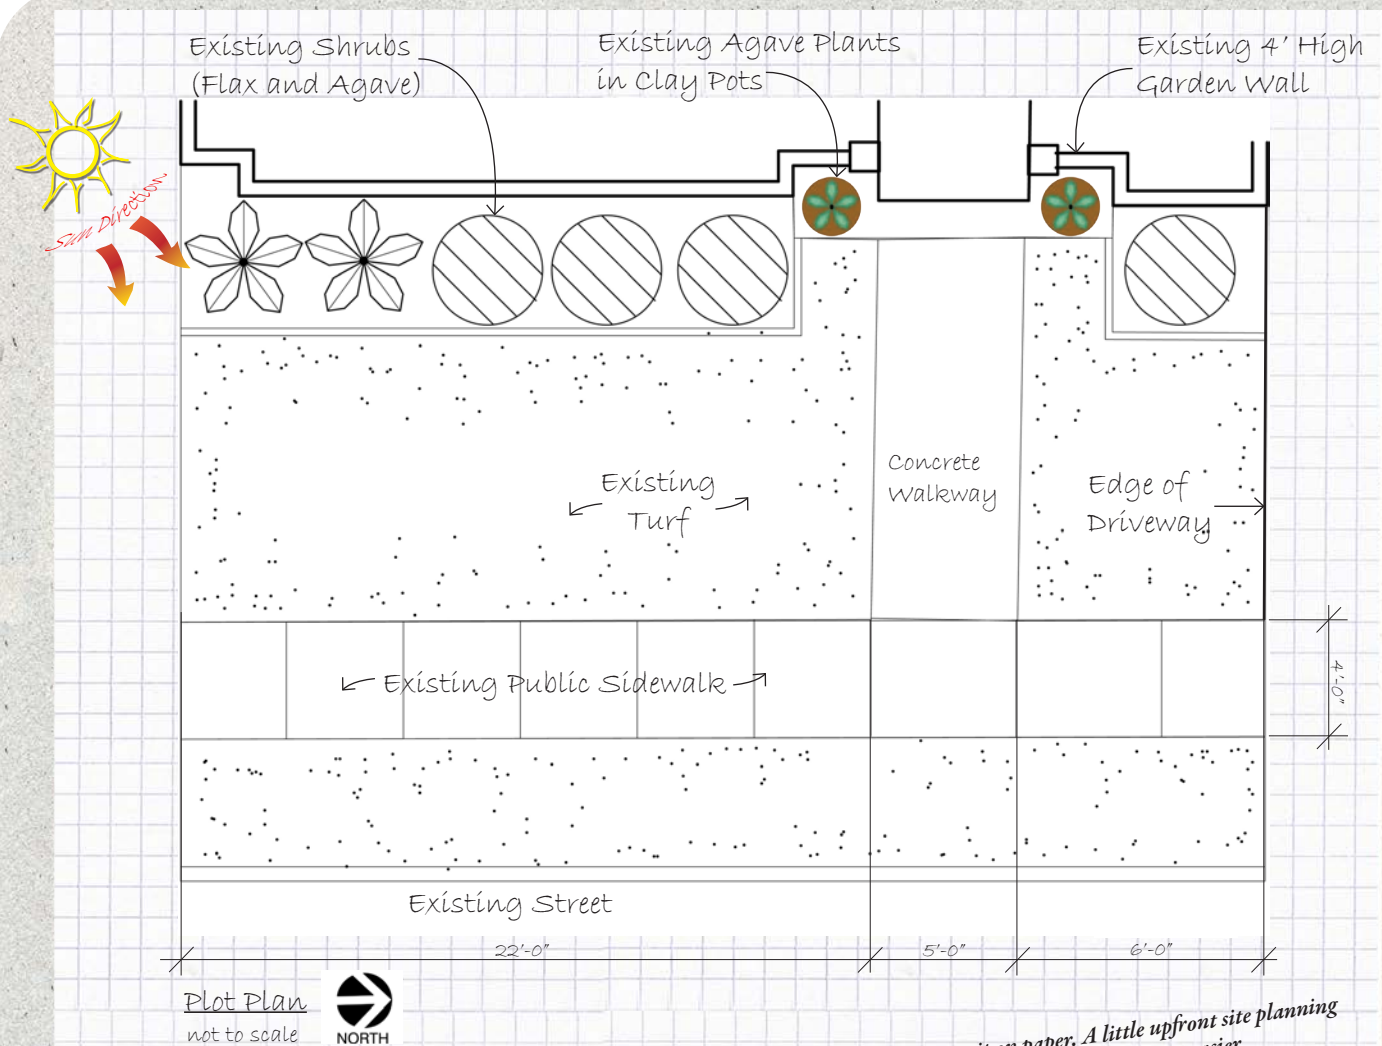 Existing Shrubs
(Flax and Agave)
Existing Agave Plants
in Clay Pots
Existing 4' High
Garden Wall
Sun Direction
Existing
Turf
Concrete
Walkway
Edge of
Driveway
Existing Public Sidewalk
4'-0"
Existing Street
22'-0"
5'-0"
6'-0"
Plot Plan
not to scale
NORTH
paper. A little upfront site planning